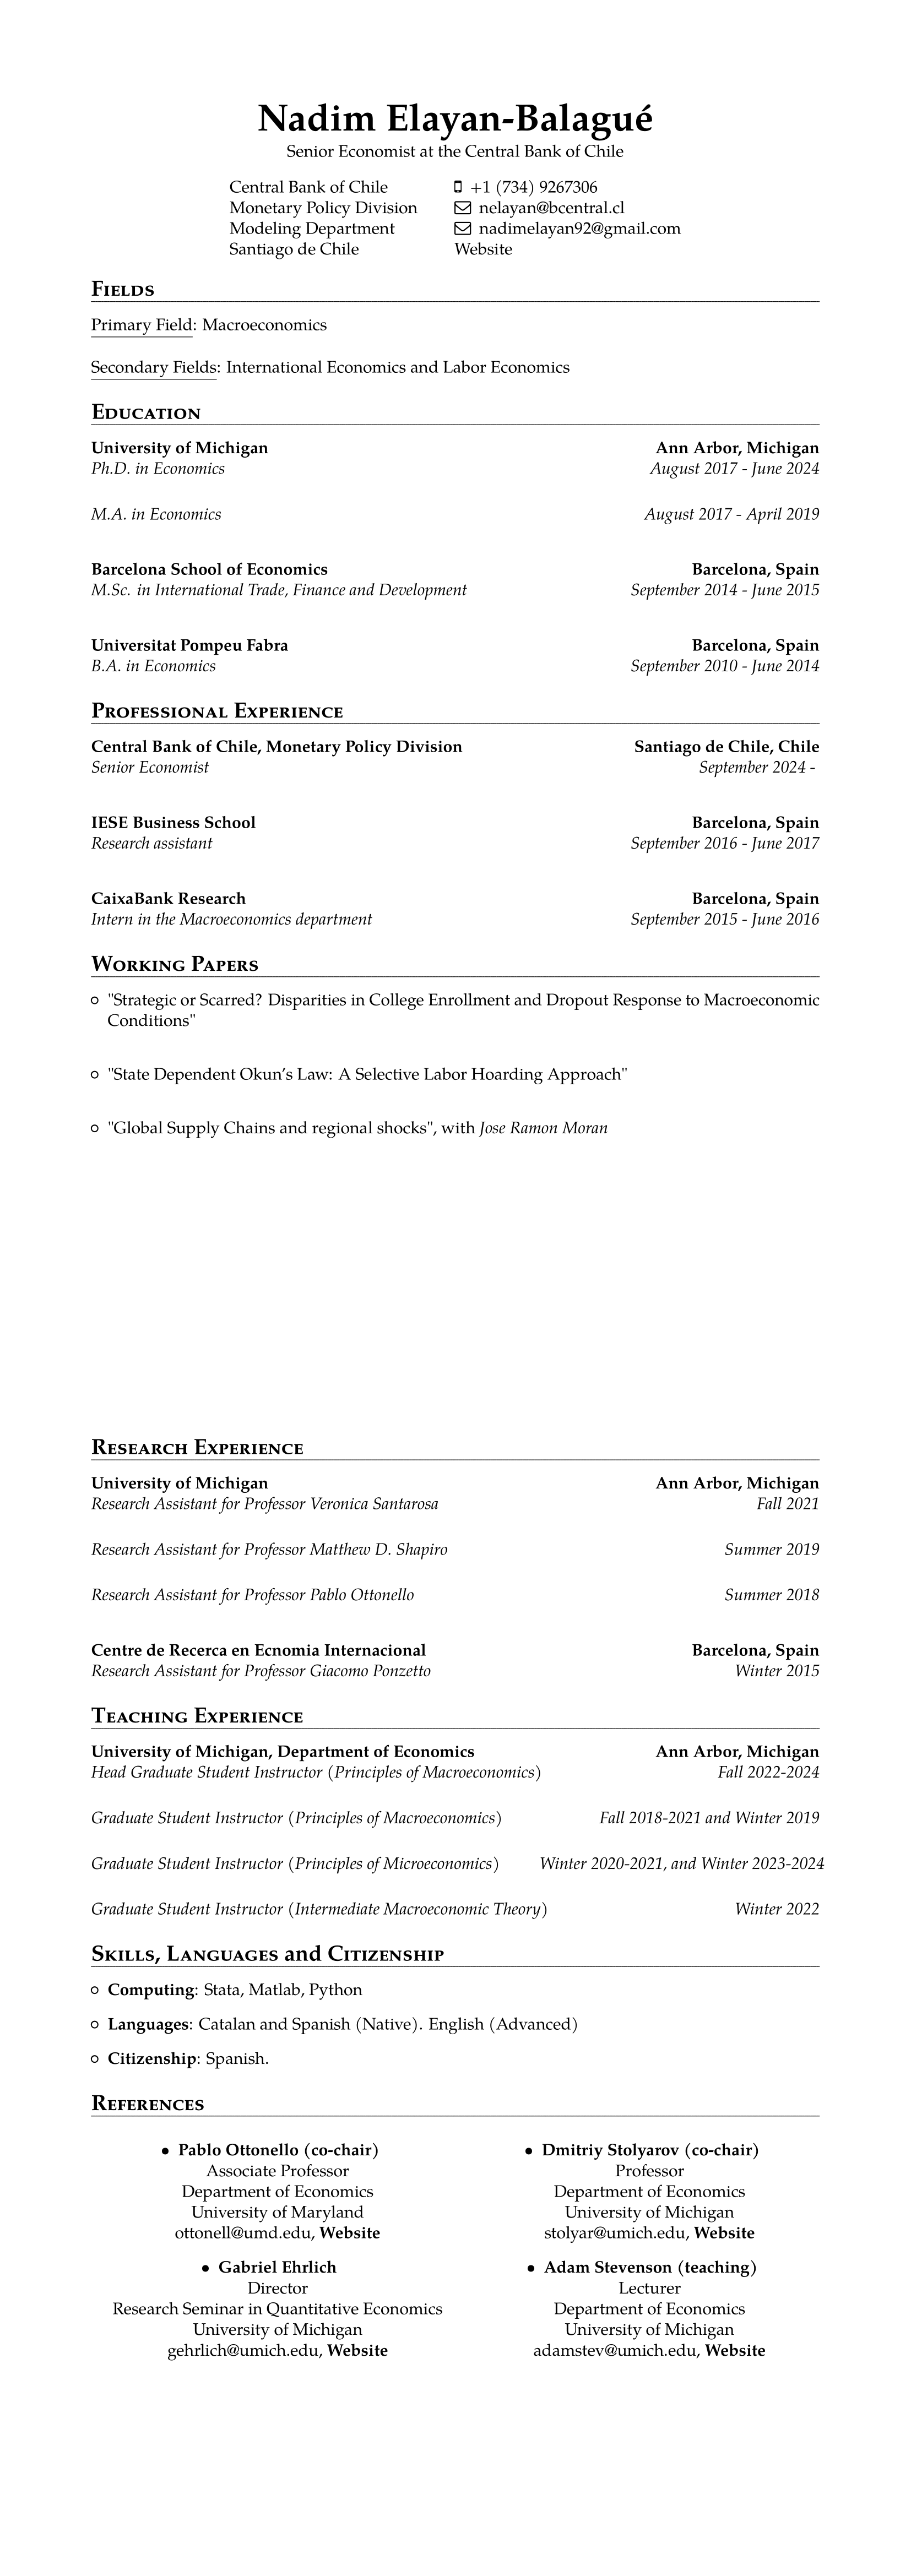 Nadim Elayan-Balagué
Senior Economist at the Central Bank of Chile
Central Bank of Chile
Monetary Policy Division
Modeling Department
Santiago de Chile
+1 (734) 9267306
nelayan@bcentral.cl
nadimelayan92@gmail.com
Website
Fields
Primary Field: Macroeconomics
Secondary Fields: International Economics and Labor Economics
Education
University of Michigan Ann Arbor, Michigan
Ph.D. in Economics August 2017 - June 2024
M.A. in Economics August 2017 - April 2019
Barcelona School of Economics Barcelona, Spain
M.Sc. in International Trade, Finance and Development September 2014 - June 2015
Universitat Pompeu Fabra Barcelona, Spain
B.A. in Economics September 2010 - June 2014
Professional Experience
Central Bank of Chile, Monetary Policy Division Santiago de Chile, Chile
Senior Economist September 2024 -
IESE Business School Barcelona, Spain
Research assistant September 2016 - June 2017
CaixaBank Research Barcelona, Spain
Intern in the Macroeconomics department September 2015 - June 2016
Working Papers
"Strategic or Scarred? Disparities in College Enrollment and Dropout Response to Macroeconomic
Conditions"
"State Dependent Okun's Law: A Selective Labor Hoarding Approach"
"Global Supply Chains and regional shocks", with Jose Ramon Moran
Research Experience
University of Michigan Ann Arbor, Michigan
Research Assistant for Professor Veronica Santarosa Fall 2021
Research Assistant for Professor Matthew D. Shapiro Summer 2019
Research Assistant for Professor Pablo Ottonello Summer 2018
Centre de Recerca en Ecnomia Internacional Barcelona, Spain
Research Assistant for Professor Giacomo Ponzetto Winter 2015
Teaching Experience
University of Michigan, Department of Economics Ann Arbor, Michigan
Head Graduate Student Instructor (Principles of Macroeconomics) Fall 2022-2024
Graduate Student Instructor (Principles of Macroeconomics) Fall 2018-2021 and Winter 2019
Graduate Student Instructor (Principles of Microeconomics) Winter 2020-2021, and Winter 2023-2024
Graduate Student Instructor (Intermediate Macroeconomic Theory) Winter 2022
Skills, Languages and Citizenship
Computing: Stata, Matlab, Python
Languages: Catalan and Spanish (Native). English (Advanced)
Citizenship: Spanish.
References
• Pablo Ottonello (co-chair)
Associate Professor
Department of Economics
University of Maryland
ottonell@umd.edu, Website
• Dmitriy Stolyarov (co-chair)
Professor
Department of Economics
University of Michigan
stolyar@umich.edu, Website
• Gabriel Ehrlich
Director
Research Seminar in Quantitative Economics
University of Michigan
gehrlich@umich.edu, Website
• Adam Stevenson (teaching)
Lecturer
Department of Economics
University of Michigan
adamstev@umich.edu, Website